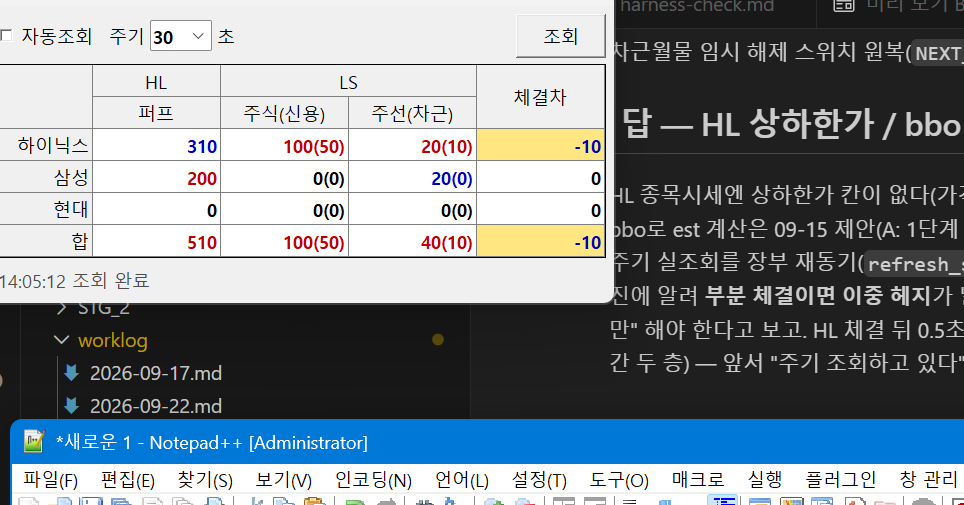 harness-check.md
미리 보기
자동조회 주기 30 초 조회
HL LS 체결차
퍼프 주식(신용) 주선(차근)
하이닉스 310 100(50) 20(10) -10
삼성 200 0(0) 20(0) 0
현대 0 0(0) 0(0) 0
합 510 100(50) 40(10) -10
14:05:12 조회 완료
차근월물 임시 해제 스위치 원복(NEXT_
답 — HL 상하한가 / bbo
HL 종목시세엔 상하한가 칸이 없다(가격
bbo로 est 계산은 09-15 제안(A: 1단계
주기 실조회를 장부 재동기(refresh_s
진에 알려 부분 체결이면 이중 헤지가
만" 해야 한다고 보고. HL 체결 뒤 0.5초
간 두 층) — 앞서 "주기 조회하고 있다"
STG_2
worklog
2026-09-17.md
2026-09-22.md
*새로운 1 - Notepad++ [Administrator]
파일(F) 편집(E) 찾기(S) 보기(V) 인코딩(N) 언어(L) 설정(T) 도구(O) 매크로 실행 플러그인 창 관리